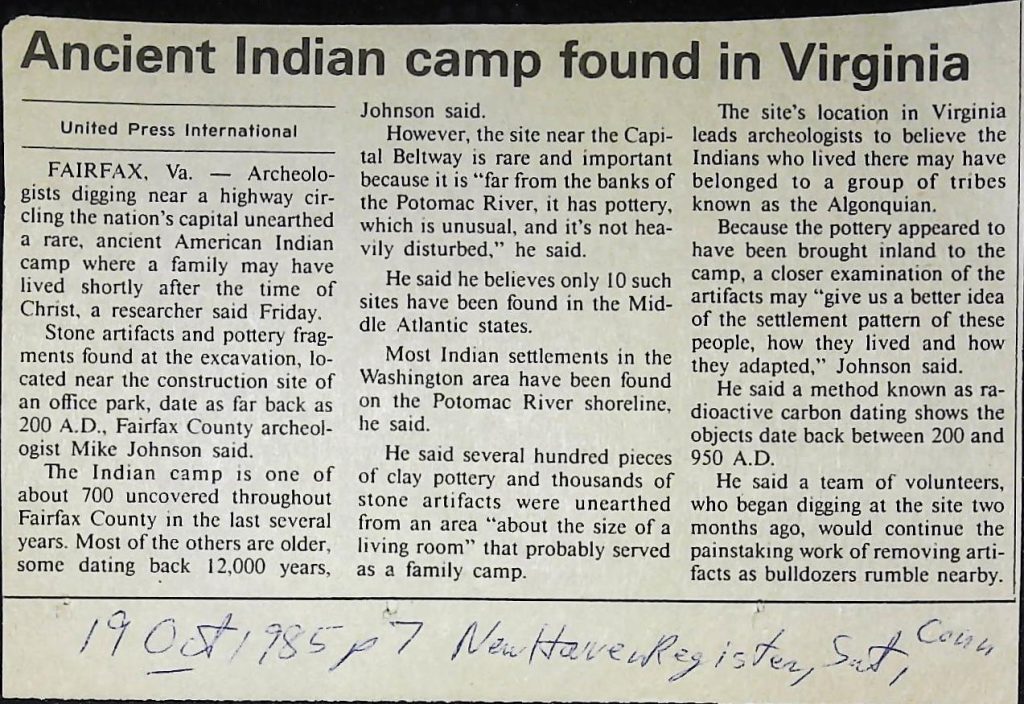 Ancient Indian camp found in Virginia
United Press International
FAIRFAX, Va. — Archeolo-
gists digging near a highway cir-
cling the nation's capital unearthed
a rare, ancient American Indian
camp where a family may have
lived shortly after the time of
Christ, a researcher said Friday.
Stone artifacts and pottery frag-
ments found at the excavation, lo-
cated near the construction site of
an office park, date as far back as
200 A.D., Fairfax County archeol-
ogist Mike Johnson said.
The Indian camp is one of
about 700 uncovered throughout
Fairfax County in the last several
years. Most of the others are older,
some dating back 12,000 years,
Johnson said.
However, the site near the Capi-
tal Beltway is rare and important
because it is "far from the banks of
the Potomac River, it has pottery,
which is unusual, and it's not hea-
vily disturbed," he said.
He said he believes only 10 such
sites have been found in the Mid-
dle Atlantic states.
Most Indian settlements in the
Washington area have been found
on the Potomac River shoreline,
he said.
He said several hundred pieces
of clay pottery and thousands of
stone artifacts were unearthed
from an area "about the size of a
living room" that probably served
as a family camp.
The site's location in Virginia
leads archeologists to believe the
Indians who lived there may have
belonged to a group of tribes
known as the Algonquian.
Because the pottery appeared to
have been brought inland to the
camp, a closer examination of the
artifacts may "give us a better idea
of the settlement pattern of these
people, how they lived and how
they adapted," Johnson said.
He said a method known as ra-
dioactive carbon dating shows the
objects date back between 200 and
950 A.D.
He said a team of volunteers,
who began digging at the site two
months ago, would continue the
painstaking work of removing arti-
facts as bulldozers rumble nearby.
19 Oct 1985 p7 New Haven Register, Sat, Conn